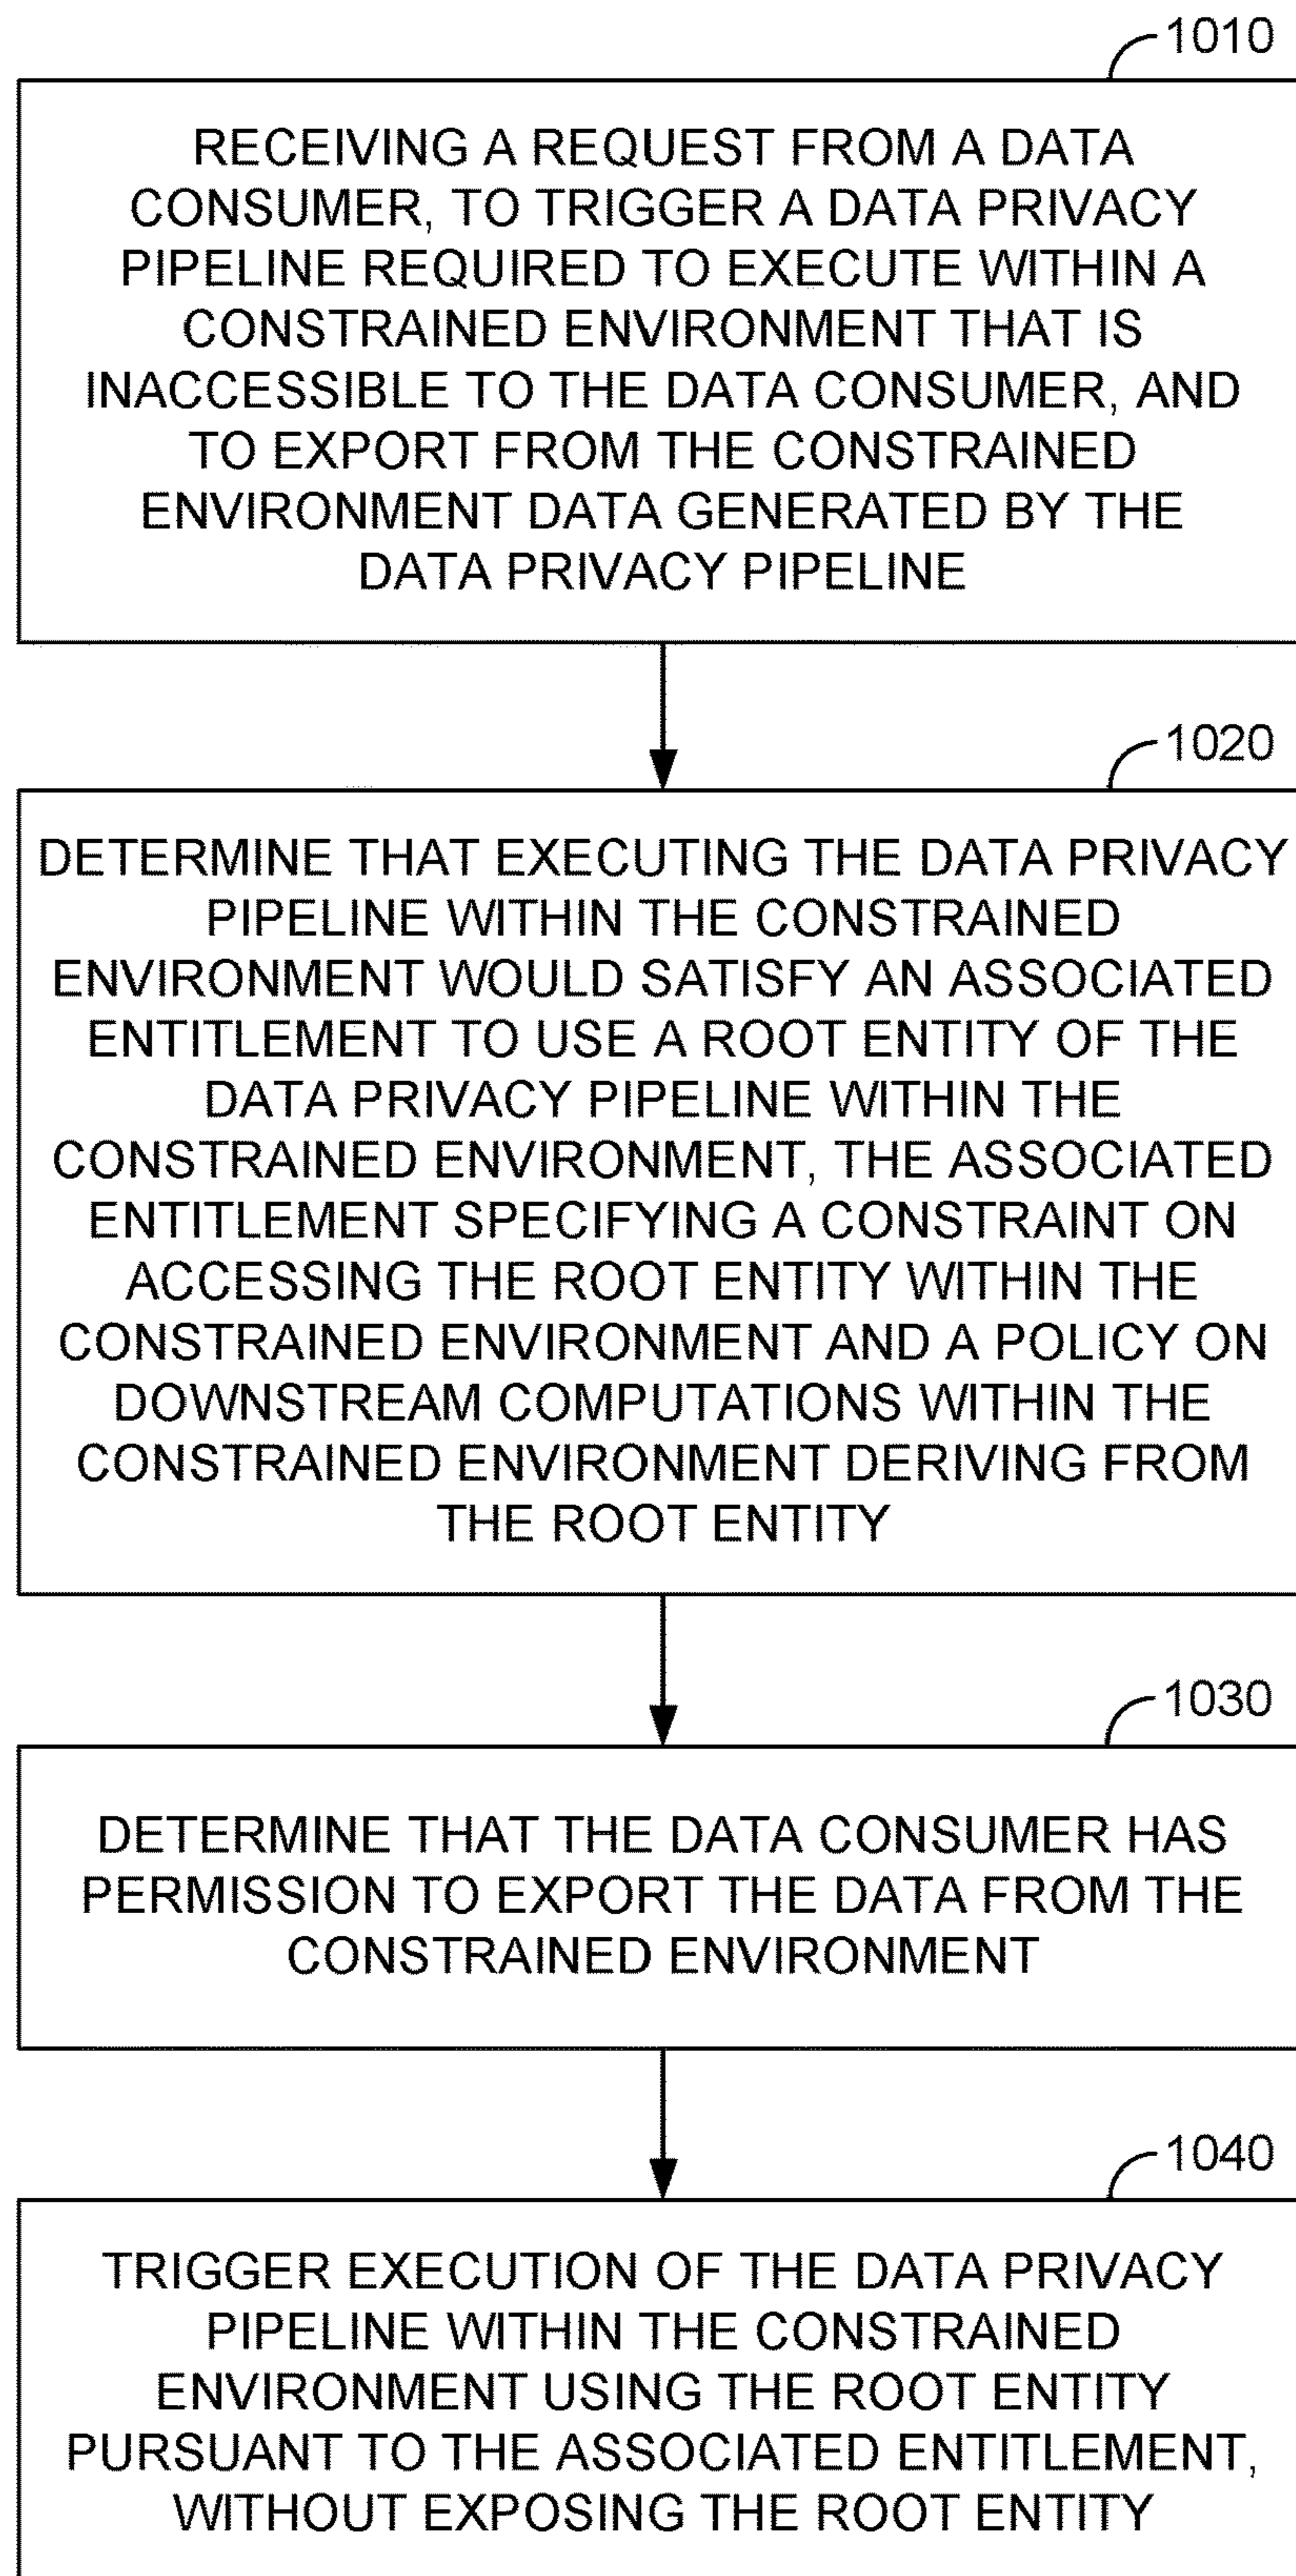 1010
RECEIVING A REQUEST FROM A DATA
CONSUMER, TO TRIGGER A DATA PRIVACY
PIPELINE REQUIRED TO EXECUTE WITHIN A
CONSTRAINED ENVIRONMENT THAT IS
INACCESSIBLE TO THE DATA CONSUMER, AND
TO EXPORT FROM THE CONSTRAINED
ENVIRONMENT DATA GENERATED BY THE
DATA PRIVACY PIPELINE
1020
DETERMINE THAT EXECUTING THE DATA PRIVACY
PIPELINE WITHIN THE CONSTRAINED
ENVIRONMENT WOULD SATISFY AN ASSOCIATED
ENTITLEMENT TO USE A ROOT ENTITY OF THE
DATA PRIVACY PIPELINE WITHIN THE
CONSTRAINED ENVIRONMENT, THE ASSOCIATED
ENTITLEMENT SPECIFYING A CONSTRAINT ON
ACCESSING THE ROOT ENTITY WITHIN THE
CONSTRAINED ENVIRONMENT AND A POLICY ON
DOWNSTREAM COMPUTATIONS WITHIN THE
CONSTRAINED ENVIRONMENT DERIVING FROM
THE ROOT ENTITY
1030
DETERMINE THAT THE DATA CONSUMER HAS
PERMISSION TO EXPORT THE DATA FROM THE
CONSTRAINED ENVIRONMENT
1040
TRIGGER EXECUTION OF THE DATA PRIVACY
PIPELINE WITHIN THE CONSTRAINED
ENVIRONMENT USING THE ROOT ENTITY
PURSUANT TO THE ASSOCIATED ENTITLEMENT,
WITHOUT EXPOSING THE ROOT ENTITY